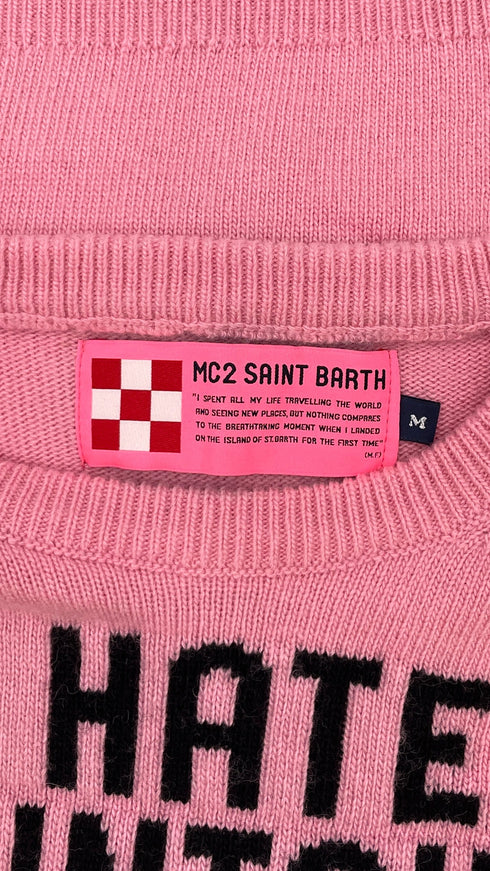 MC2 SAINT BARTH
"I SPENT ALL MY LIFE TRAVELLING THE WORLD
AND SEEING NEW PLACES, BUT NOTHING COMPARES
TO THE BREATHTAKING MOMENT WHEN I LANDED
ON THE ISLAND OF ST.BARTH FOR THE FIRST TIME"
(M.F)
M
HATE